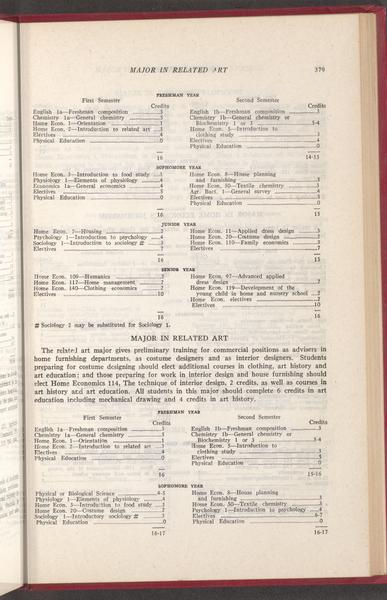 MAJOR IN RELATED ART 379
FRESHMAN YEAR
First Semester
Credits
English 1a—Freshman composition 3
Chemistry 1a—General chemistry 5
Home Econ. 1—Orientation 1
Home Econ. 2—Introduction to related art 3
Electives 4
Physical Education 0
16
Second Semester
Credits
English 1b—Freshman composition 3
Chemistry 1b—General chemistry or
Biochemistry 1 or 3 3-4
Home Econ. 5—Introduction to
clothing study 3
Electives
Physical Education 0
14-15
SOPHOMORE YEAR
Home Econ. 3—Introduction to food study 3
Physiology 1—Elements of physiology 4
Economics 1a—General economics 4
Electives 5
Physical Education 0
16
Home Econ. 8—House planning
and furnishing 3
Home Econ. 50—Textile chemistry 3
Agr. Bact. 1—General survey 4
Electives 5
Physical Education 0
15
JUNIOR YEAR
Home Econ. 7—Housing 2
Psychology 1—Introduction to psychology 4
Sociology 1—Introduction to sociology # 3
Electives
16
Home Econ. 11—Applied dress design 3
Home Econ. 20—Costume design 2
Home Econ. 110—Family economics 3
Electives 7
15
SENIOR YEAR
Home Econ. 109—Humanics 2
Home Econ. 117—Home management 2
Home Econ. 140—Clothing economics 2
Electives 10
16
Home Econ. 97—Advanced applied
dress design 2
Home Econ. 119—Development of the
young child in home and nursery school 2
Home Econ. electives 2
Electives 10
16
# Sociology 2 may be substituted for Sociology 1.
MAJOR IN RELATED ART
The related art major gives preliminary training for commercial positions as advisers in
home furnishing departments, as costume designers and as interior designers. Students
preparing for costume designing should elect additional courses in clothing, art history and
art education; and those preparing for work in interior design and house furnishing should
elect Home Economics 114, The technique of interior design, 2 credits, as well as courses in
art history and art education. All students in this major should complete 6 credits in art
education including mechanical drawing and 4 credits in art history.
FRESHMAN YEAR
First Semester
Credits
English 1a—Freshman composition 3
Chemistry 1a—General chemistry 5
Home Econ. 1—Orientation 1
Home Econ. 2—Introduction to related art 3
Electives 4
Physical Education 0
16
Second Semester
Credits
English 1b—Freshman composition 3
Chemistry 1b—General chemistry or
Biochemistry 1 or 3 3-4
Home Econ. 5—Introduction to
clothing study 3
Electives
Physical Education 0
15-16
SOPHOMORE YEAR
Physical or Biological Science 4-5
Physiology 1—Elements of physiology 4
Home Econ. 3—Introduction to food study 3
Home Econ. 20—Costume design 2
Sociology 1—Introductory sociology # 3
Physical Education 0
16-17
Home Econ. 8—House planning
and furnishing 3
Home Econ. 50—Textile chemistry 3
Psychology 1—Introduction to psychology 4
Electives 6-7
Physical Education 0
16-17